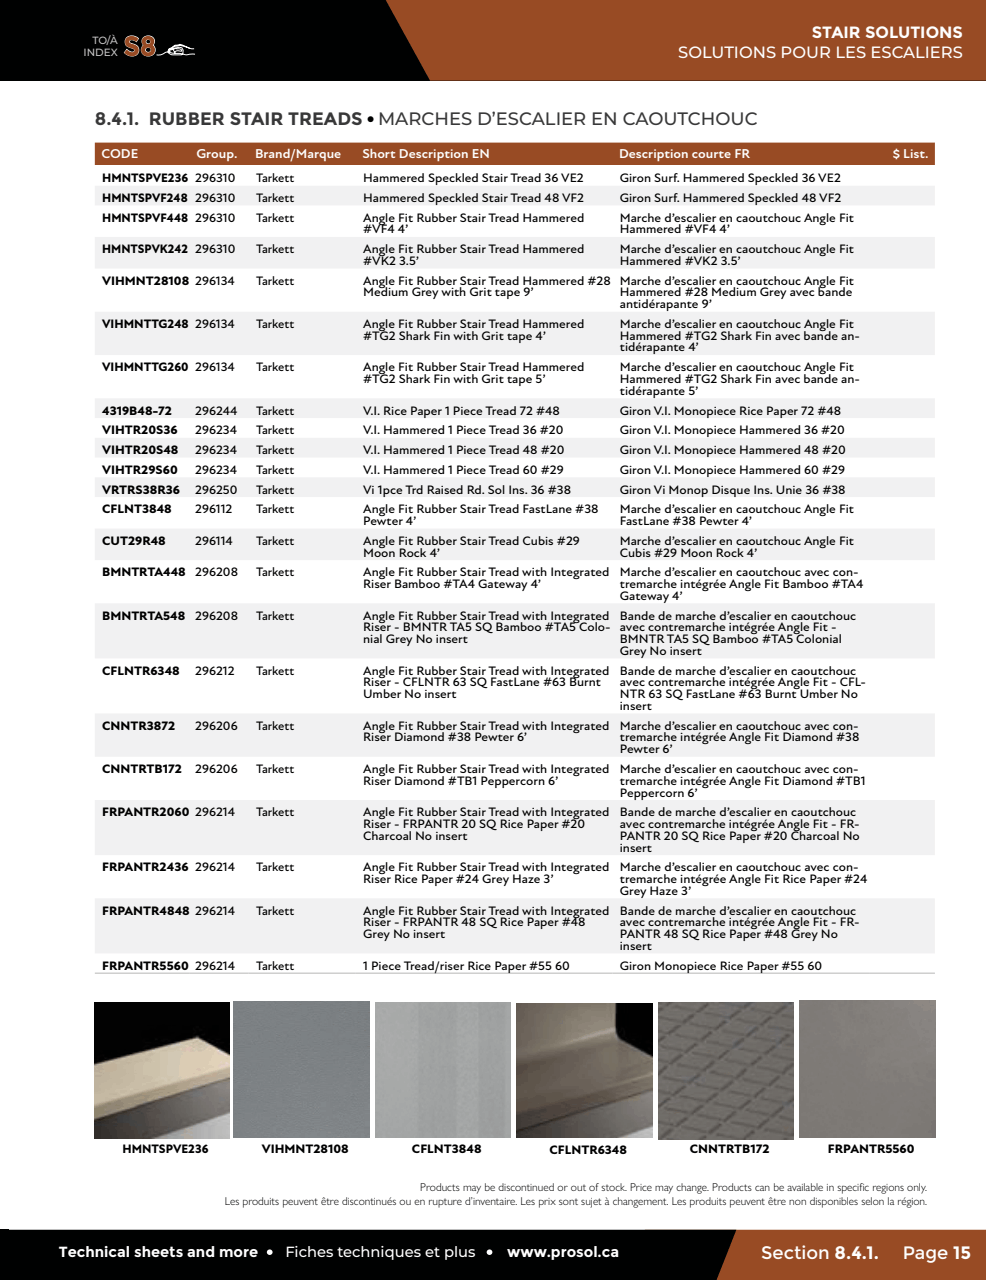 TO/À
INDEX S8
STAIR SOLUTIONS
SOLUTIONS POUR LES ESCALIERS
8.4.1. RUBBER STAIR TREADS • MARCHES D’ESCALIER EN CAOUTCHOUC
CODE Group. Brand/Marque Short Description EN Description courte FR $ List.
HMNTSPVE236 296310 Tarkett Hammered Speckled Stair Tread 36 VE2 Giron Surf. Hammered Speckled 36 VE2
HMNTSPVF248 296310 Tarkett Hammered Speckled Stair Tread 48 VF2 Giron Surf. Hammered Speckled 48 VF2
HMNTSPVF448 296310 Tarkett Angle Fit Rubber Stair Tread Hammered Marche d’escalier en caoutchouc Angle Fit
#VF4 4’ Hammered #VF4 4’
HMNTSPVK242 296310 Tarkett Angle Fit Rubber Stair Tread Hammered Marche d’escalier en caoutchouc Angle Fit
#VK2 3.5’ Hammered #VK2 3.5’
VIHMNT28108 296134 Tarkett Angle Fit Rubber Stair Tread Hammered #28 Marche d’escalier en caoutchouc Angle Fit
Medium Grey with Grit tape 9’ Hammered #28 Medium Grey avec bande
antidérapante 9’
VIHMNTTG248 296134 Tarkett Angle Fit Rubber Stair Tread Hammered Marche d’escalier en caoutchouc Angle Fit
#TG2 Shark Fin with Grit tape 4’ Hammered #TG2 Shark Fin avec bande an-
tidérapante 4’
VIHMNTTG260 296134 Tarkett Angle Fit Rubber Stair Tread Hammered Marche d’escalier en caoutchouc Angle Fit
#TG2 Shark Fin with Grit tape 5’ Hammered #TG2 Shark Fin avec bande an-
tidérapante 5’
4319B48-72 296244 Tarkett V.I. Rice Paper 1 Piece Tread 72 #48 Giron V.I. Monopiece Rice Paper 72 #48
VIHTR20S36 296234 Tarkett V.I. Hammered 1 Piece Tread 36 #20 Giron V.I. Monopiece Hammered 36 #20
VIHTR20S48 296234 Tarkett V.I. Hammered 1 Piece Tread 48 #20 Giron V.I. Monopiece Hammered 48 #20
VIHTR29S60 296234 Tarkett V.I. Hammered 1 Piece Tread 60 #29 Giron V.I. Monopiece Hammered 60 #29
VRTRS38R36 296250 Tarkett Vi 1pce Trd Raised Rd. Sol Ins. 36 #38 Giron Vi Monop Disque Ins. Unie 36 #38
CFLNT3848 296112 Tarkett Angle Fit Rubber Stair Tread FastLane #38 Marche d’escalier en caoutchouc Angle Fit
Pewter 4’ FastLane #38 Pewter 4’
CUT29R48 296114 Tarkett Angle Fit Rubber Stair Tread Cubis #29 Marche d’escalier en caoutchouc Angle Fit
Moon Rock 4’ Cubis #29 Moon Rock 4’
BMNTRTA448 296208 Tarkett Angle Fit Rubber Stair Tread with Integrated Marche d’escalier en caoutchouc avec con-
Riser Bamboo #TA4 Gateway 4’ tremarche intégrée Angle Fit Bamboo #TA4
Gateway 4’
BMNTRTA548 296208 Tarkett Angle Fit Rubber Stair Tread with Integrated Bande de marche d’escalier en caoutchouc
Riser - BMNTR TA5 SQ Bamboo #TA5 Colo- avec contremarche intégrée Angle Fit -
nial Grey No insert BMNTR TA5 SQ Bamboo #TA5 Colonial
Grey No insert
CFLNTR6348 296212 Tarkett Angle Fit Rubber Stair Tread with Integrated Bande de marche d’escalier en caoutchouc
Riser - CFLNTR 63 SQ FastLane #63 Burnt avec contremarche intégrée Angle Fit - CFL-
Umber No insert NTR 63 SQ FastLane #63 Burnt Umber No
insert
CNNTR3872 296206 Tarkett Angle Fit Rubber Stair Tread with Integrated Marche d’escalier en caoutchouc avec con-
Riser Diamond #38 Pewter 6’ tremarche intégrée Angle Fit Diamond #38
Pewter 6’
CNNTRTB172 296206 Tarkett Angle Fit Rubber Stair Tread with Integrated Marche d’escalier en caoutchouc avec con-
Riser Diamond #TB1 Peppercorn 6’ tremarche intégrée Angle Fit Diamond #TB1
Peppercorn 6’
FRPANTR2060 296214 Tarkett Angle Fit Rubber Stair Tread with Integrated Bande de marche d’escalier en caoutchouc
Riser - FRPANTR 20 SQ Rice Paper #20 avec contremarche intégrée Angle Fit - FR-
Charcoal No insert PANTR 20 SQ Rice Paper #20 Charcoal No
insert
FRPANTR2436 296214 Tarkett Angle Fit Rubber Stair Tread with Integrated Marche d’escalier en caoutchouc avec con-
Riser Rice Paper #24 Grey Haze 3’ tremarche intégrée Angle Fit Rice Paper #24
Grey Haze 3’
FRPANTR4848 296214 Tarkett Angle Fit Rubber Stair Tread with Integrated Bande de marche d’escalier en caoutchouc
Riser - FRPANTR 48 SQ Rice Paper #48 avec contremarche intégrée Angle Fit - FR-
Grey No insert PANTR 48 SQ Rice Paper #48 Grey No
insert
FRPANTR5560 296214 Tarkett 1 Piece Tread/riser Rice Paper #55 60 Giron Monopiece Rice Paper #55 60
HMNTSPVE236 VIHMNT28108 CFLNT3848 CFLNTR6348 CNNTRTB172 FRPANTR5560
Products may be discontinued or out of stock. Price may change. Products can be available in specific regions only.
Les produits peuvent être discontinués ou en rupture d’inventaire. Les prix sont sujet à changement. Les produits peuvent être non disponibles selon la région.
Technical sheets and more • Fiches techniques et plus • www.prosol.ca
Section 8.4.1. Page 15